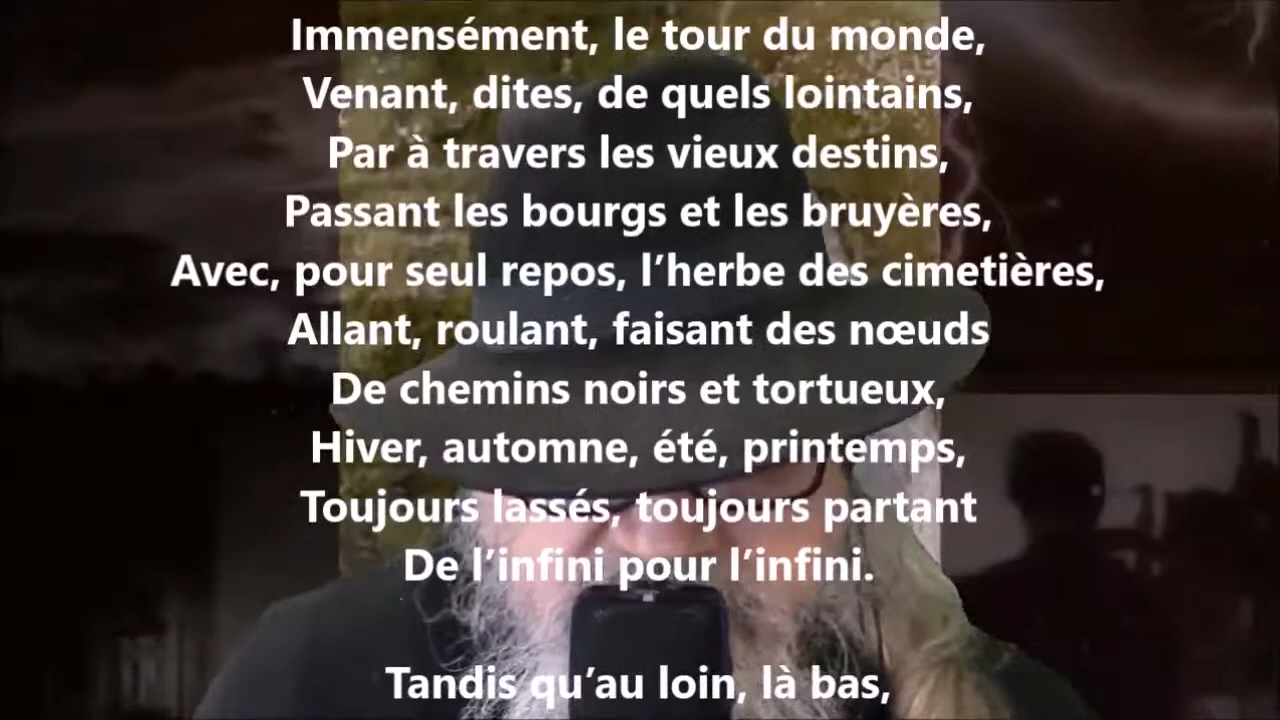 Immensément, le tour du monde,
Venant, dites, de quels lointains,
Par à travers les vieux destins,
Passant les bourgs et les bruyères,
Avec, pour seul repos, l’herbe des cimetières,
Allant, roulant, faisant des nœuds
De chemins noirs et tortueux,
Hiver, automne, été, printemps,
Toujours lassés, toujours partant
De l’infini pour l’infini.
Tandis qu’au loin, là bas,